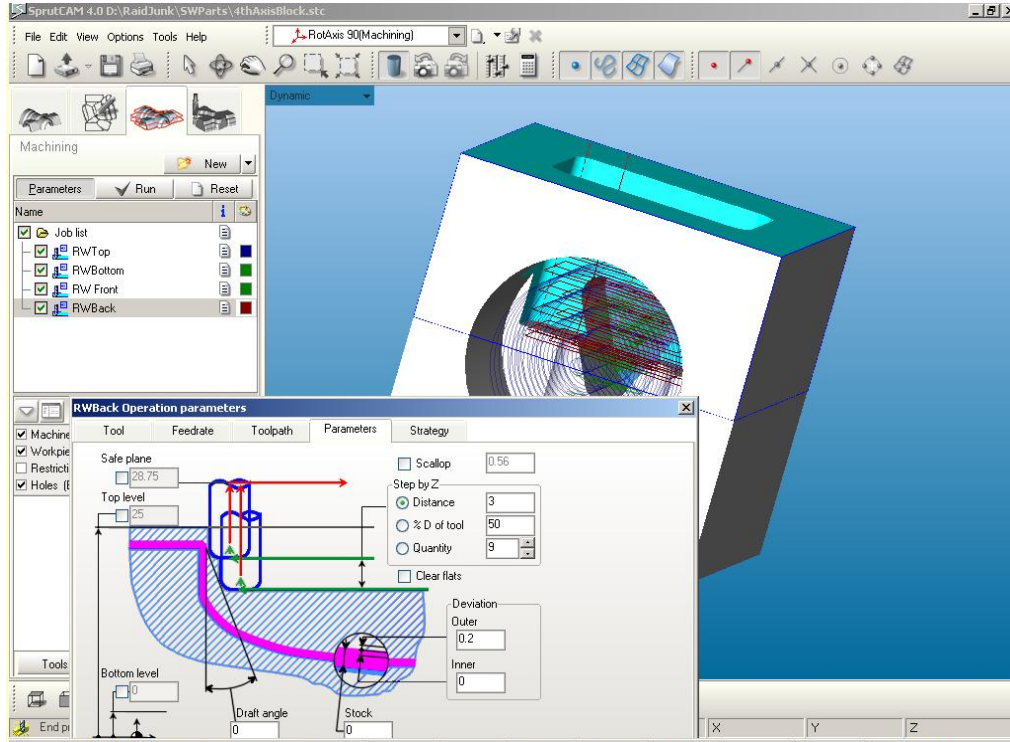 SprutCAM 4.0 D:\RaidJunk\SWParts\4thAxisBlock.stc
File Edit View Options Tools Help
RotAxis 90(Machining)
Dynamic
Machining
New
Parameters Run Reset
Name
Job list
RWTop
RWBottom
RW Front
RWBack
RWBack Operation parameters
Machine
Workpie
Restricti
Holes (E
Tools
Tool Feedrate Toolpath Parameters Strategy
Safe plane
28.75
Top level
25
Scallop 0.56
Step by Z
Distance 3
% D of tool 50
Quantity 9
Clear flats
Deviation
Outer
0.2
Inner
0
Bottom level
0
Draft angle
0
Stock
0
End p
X Y Z